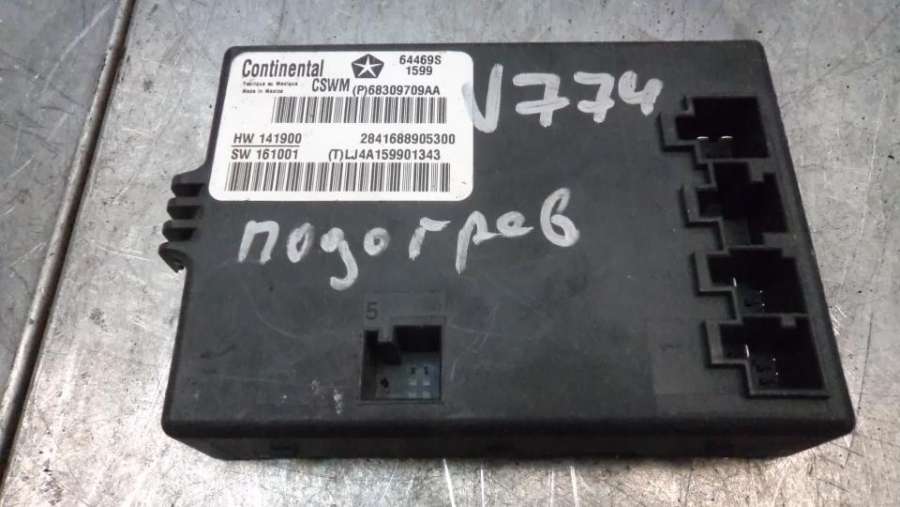 Continental
Fabriqué au Mexique
Made in Mexico
64469S
1599
CSWM (P)68309709AA
HW 141900
2841688905300
SW 161001
(T)LJ4A159901343
V774
подогрев
5